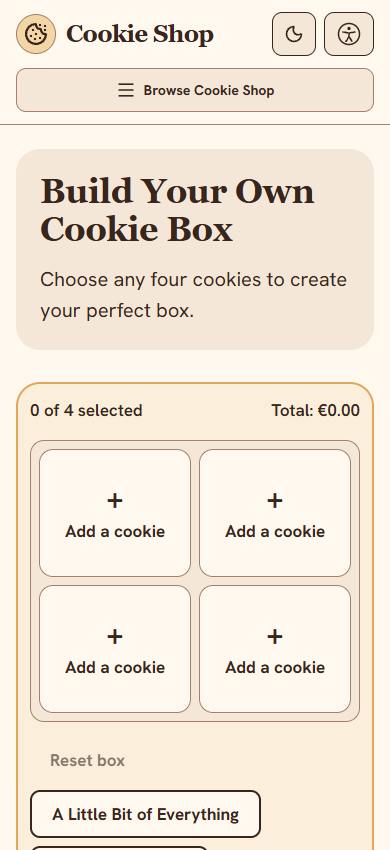 Cookie Shop
Browse Cookie Shop
Build Your Own
Cookie Box
Choose any four cookies to create
your perfect box.
0 of 4 selected
Total: €0.00
+
Add a cookie
+
Add a cookie
+
Add a cookie
+
Add a cookie
Reset box
A Little Bit of Everything